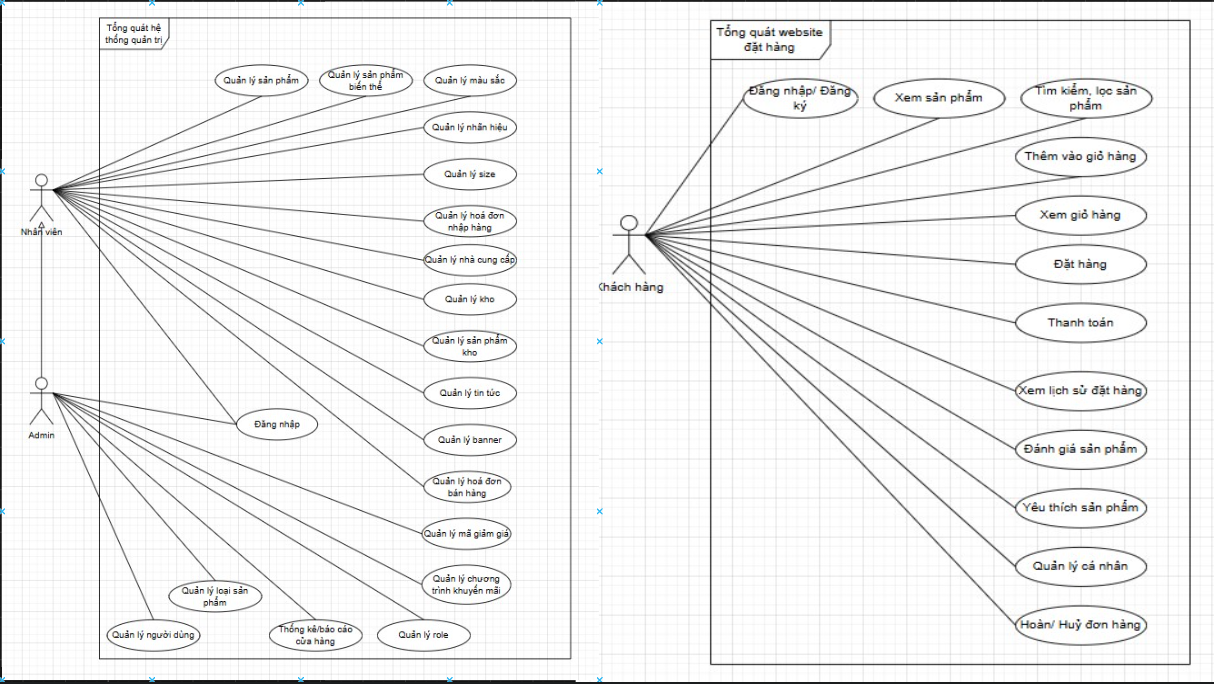 Tổng quát hệ
thống quản trị
Quản lý sản phẩm
Quản lý sản phẩm
biến thể
Quản lý màu sắc
Quản lý nhãn hiệu
Quản lý size
Quản lý hoá đơn
nhập hàng
Quản lý nhà cung cấp
Quản lý kho
Quản lý sản phẩm
kho
Quản lý tin tức
Quản lý banner
Quản lý hoá đơn
bán hàng
Quản lý mã giảm giá
Quản lý chương
trình khuyến mãi
Quản lý role
Thống kê/báo cáo
cửa hàng
Quản lý loại sản
phẩm
Quản lý người dùng
Đăng nhập
Nhân viên
Admin
Tổng quát website
đặt hàng
Đăng nhập/ Đăng
ký
Xem sản phẩm
Tìm kiếm, lọc sản
phẩm
Thêm vào giỏ hàng
Xem giỏ hàng
Đặt hàng
Thanh toán
Xem lịch sử đặt hàng
Đánh giá sản phẩm
Yêu thích sản phẩm
Quản lý cá nhân
Hoàn/ Huỷ đơn hàng
Khách hàng